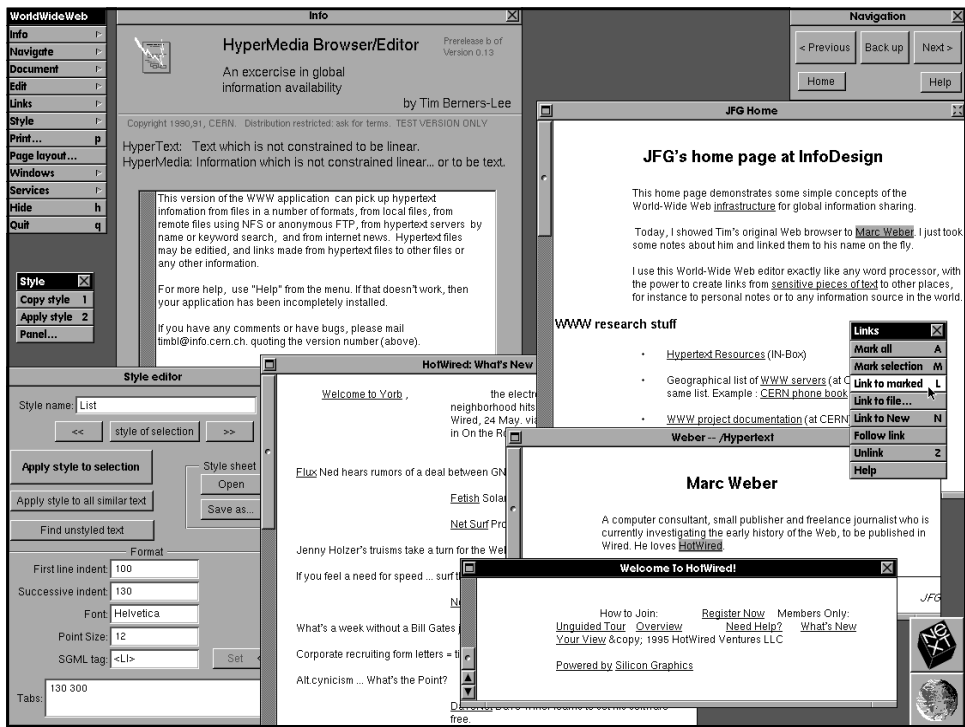 WorldWideWeb
Info
Navigate
Document
Edit
Links
Style
Print... p
Page layout...
Windows
Services
Hide h
Quit q
Style
Copy style 1
Apply style 2
Panel...
Info
HyperMedia Browser/Editor
Prerelease b of
Version 0.13
An excercise in global
information availability
by Tim Berners-Lee
Copyright 1990,91, CERN. Distribution restricted: ask for terms. TEST VERSION ONLY
HyperText: Text which is not constrained to be linear.
HyperMedia: Information which is not constrained linear... or to be text.
This version of the WWW application can pick up hypertext
infomation from files in a number of formats, from local files, from
remote files using NFS or anonymous FTP, from hypertext servers by
name or keyword search, and from internet news. Hypertext files
may be editied, and links made from hypertext files to other files or
any other information.
For more help, use "Help" from the menu. If that doesn't work, then
your application has been incompletely installed.
If you have any comments or have bugs, please mail
timbl@info.cern.ch. quoting the version number (above).
Navigation
< Previous
Back up
Next >
Home
Help
JFG Home
JFG's home page at InfoDesign
This home page demonstrates some simple concepts of the
World-Wide Web infrastructure for global information sharing.
Today, I showed Tim's original Web browser to Marc Weber. I just took
some notes about him and linked them to his name on the fly.
I use this World-Wide Web editor exactly like any word processor, with
the power to create links from sensitive pieces of text to other places,
for instance to personal notes or to any information source in the world.
WWW research stuff
Hypertext Resources (IN-Box)
Geographical list of WWW servers (at C
same list. Example : CERN phone book
WWW project documentation (at CERN
Links
Mark all A
Mark selection M
Link to marked L
Link to file...
Link to New N
Follow link
Unlink Z
Help
Style editor
Style name: List
<<
style of selection
>>
Apply style to selection
Style sheet
Open
Apply style to all similar text
Save as...
Find unstyled text
Format
First line indent: 100
Successive indent: 130
Font: Helvetica
Point Size: 12
SGML tag: <LI>
Set
Tabs: 130 300
HotWired: What's New
Welcome to Yorb , the electro
neighborhood hits
Wired, 24 May. via
in On the Ro
Flux Ned hears rumors of a deal between GN
Fetish Solar
Net Surf Pro
Jenny Holzer's truisms take a turn for the Wel
If you feel a need for speed ... surf th
What's a week without a Bill Gates j
Corporate recruiting form letters = ti
Alt.cynicism ... What's the Point?
free.
Weber -- /Hypertext
Marc Weber
A computer consultant, small publisher and freelance journalist who is
currently investigating the early history of the Web, to be published in
Wired. He loves HotWired.
JFG
Welcome To HotWired!
How to Join: Register Now Members Only:
Unguided Tour Overview Need Help? What's New
Your View &copy; 1995 HotWired Ventures LLC
Powered by Silicon Graphics
NeXT